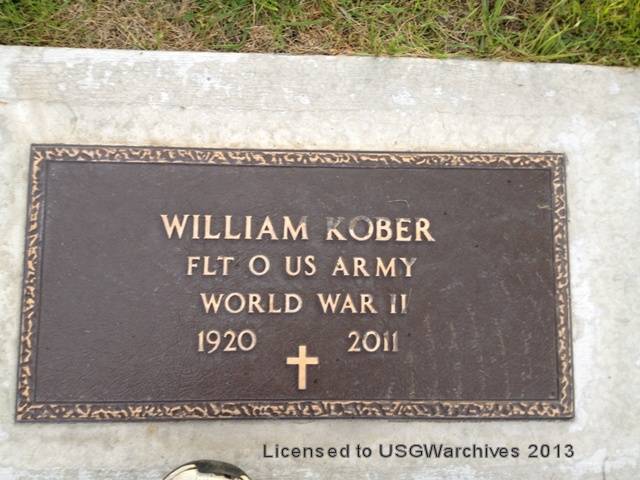 WILLIAM KOBER
FLT O US ARMY
WORLD WAR II
1920 2011
Licensed to USGWarchives 2013